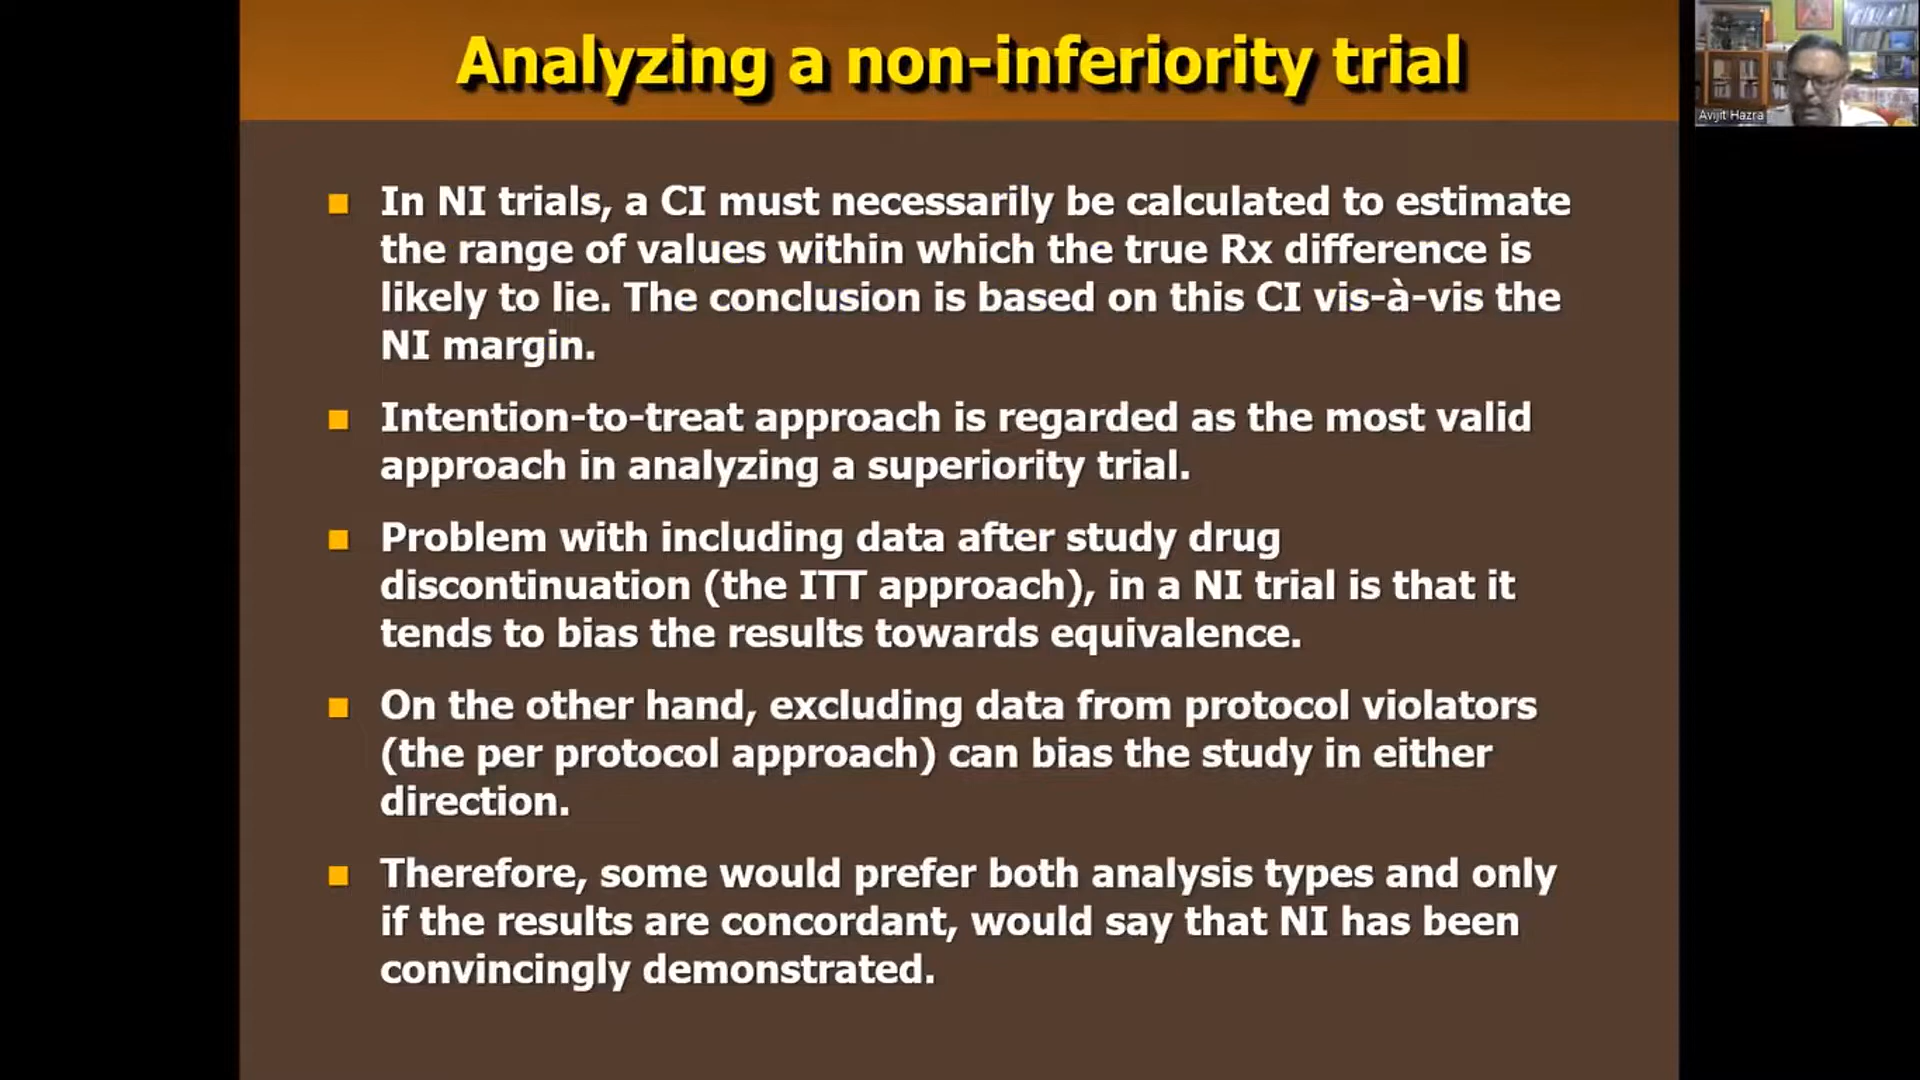 Analyzing a non-inferiority trial
Avijit Hazra
In NI trials, a CI must necessarily be calculated to estimate
the range of values within which the true Rx difference is
likely to lie. The conclusion is based on this CI vis-à-vis the
NI margin.
Intention-to-treat approach is regarded as the most valid
approach in analyzing a superiority trial.
Problem with including data after study drug
discontinuation (the ITT approach), in a NI trial is that it
tends to bias the results towards equivalence.
On the other hand, excluding data from protocol violators
(the per protocol approach) can bias the study in either
direction.
Therefore, some would prefer both analysis types and only
if the results are concordant, would say that NI has been
convincingly demonstrated.